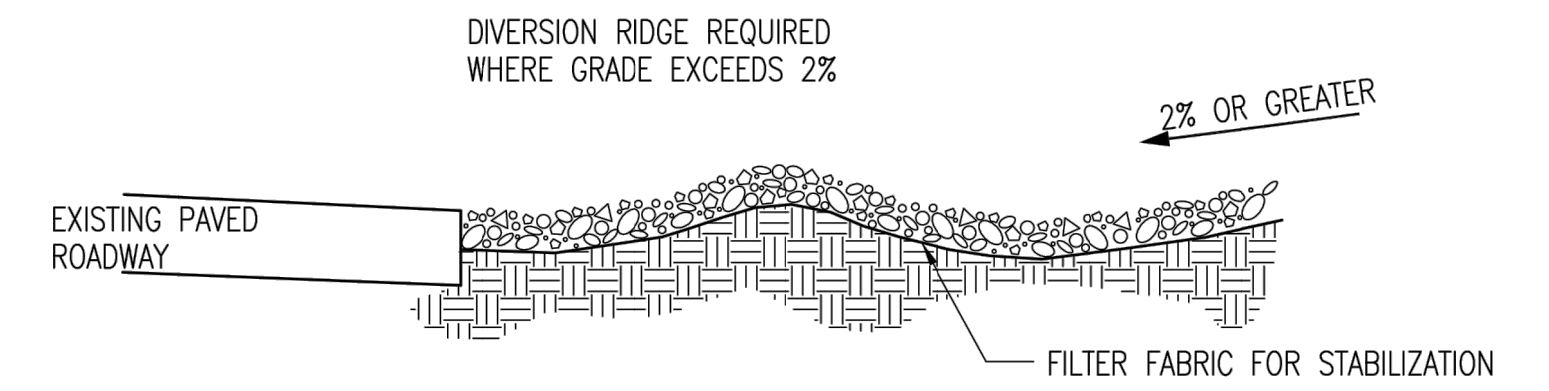 DIVERSION RIDGE REQUIRED
WHERE GRADE EXCEEDS 2%
2% OR GREATER
EXISTING PAVED
ROADWAY
FILTER FABRIC FOR STABILIZATION